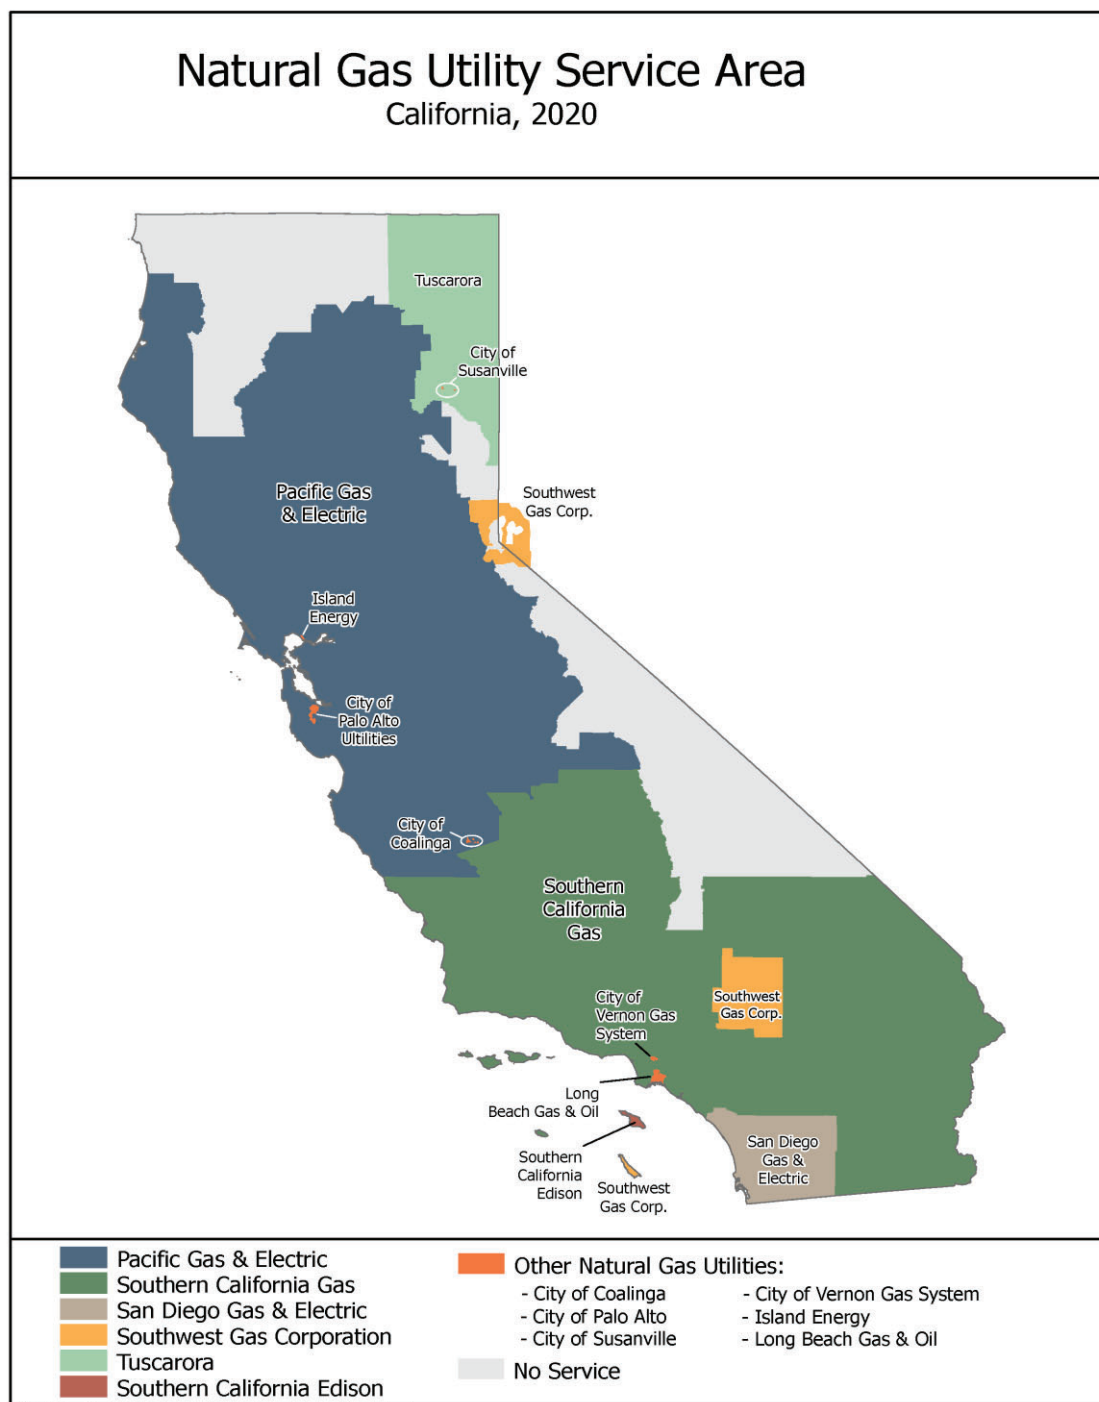 Natural Gas Utility Service Area
California, 2020
Tuscarora
City of
Susanville
Southwest
Gas Corp.
Pacific Gas
& Electric
Island
Energy
City of
Palo Alto
Ultilities
City of
Coalinga
Southern
California
Gas
Southwest
Gas Corp.
City of
Vernon Gas
System
Long
Beach Gas & Oil
Southern
California
Edison
Southwest
Gas Corp.
San Diego
Gas &
Electric
Pacific Gas & Electric
Southern California Gas
San Diego Gas & Electric
Southwest Gas Corporation
Tuscarora
Southern California Edison
Other Natural Gas Utilities:
- City of Coalinga
- City of Palo Alto
- City of Susanville
- City of Vernon Gas System
- Island Energy
- Long Beach Gas & Oil
No Service